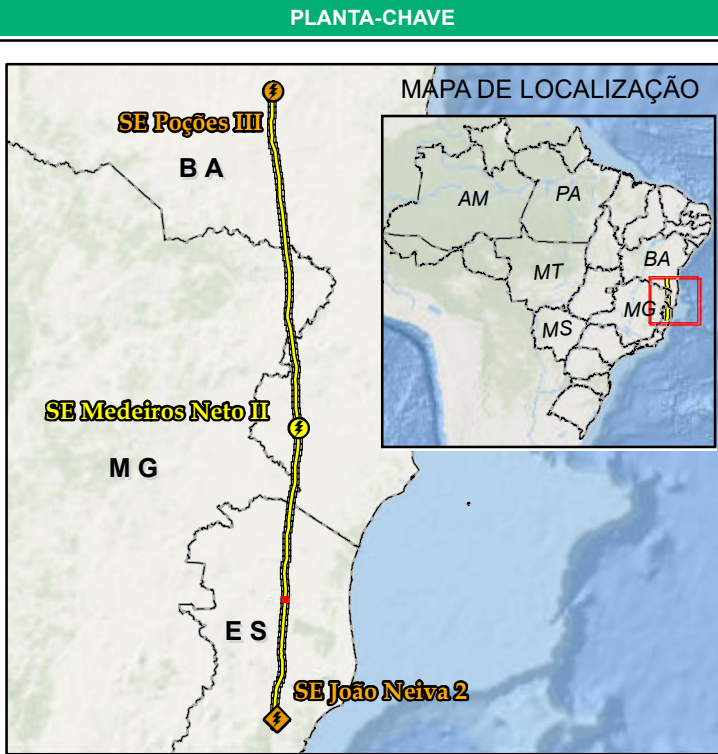 PLANTA-CHAVE
MAPA DE LOCALIZAÇÃO
SE Poções III
B A
AM
PA
BA
MT
MG
MS
SE Medeiros Neto II
M G
E S
SE João Neiva 2